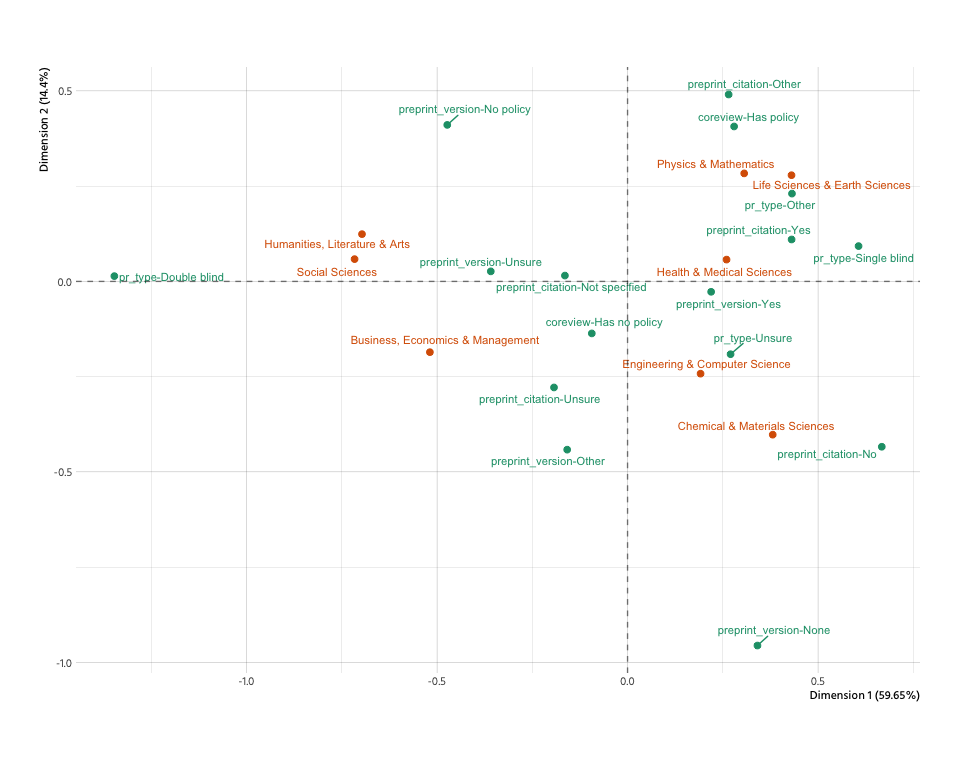 Dimension 2 (14.4%)
0.5
0.0
-0.5
-1.0
preprint_citation-Other
preprint_version-No policy
coreview-Has policy
Physics & Mathematics
Life Sciences & Earth Sciences
pr_type-Other
preprint_citation-Yes
Humanities, Literature & Arts
pr_type-Single blind
preprint_version-Unsure
Social Sciences
Health & Medical Sciences
pr_type-Double blind
preprint_citation-Not specified
preprint_version-Yes
coreview-Has no policy
pr_type-Unsure
Business, Economics & Management
Engineering & Computer Science
preprint_citation-Unsure
Chemical & Materials Sciences
preprint_citation-No
preprint_version-Other
preprint_version-None
-1.0
-0.5
0.0
0.5
Dimension 1 (59.65%)